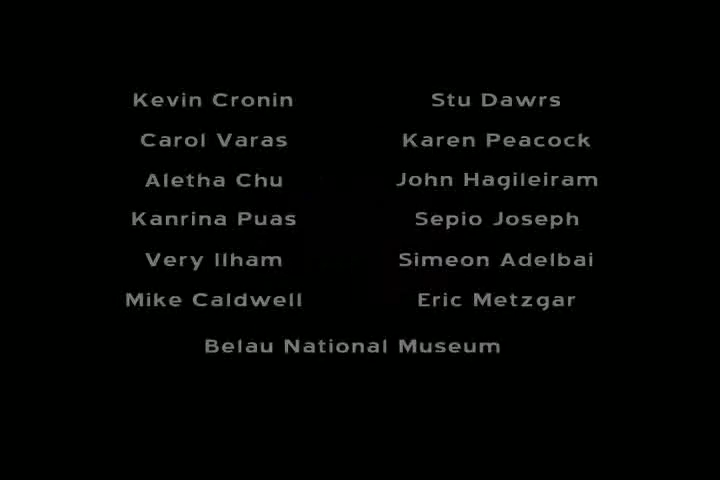 Kevin Cronin Stu Dawrs
Carol Varas Karen Peacock
Aletha Chu John Hagileiram
Kanrina Puas Sepio Joseph
Very Ilham Simeon Adelbai
Mike Caldwell Eric Metzgar
Belau National Museum